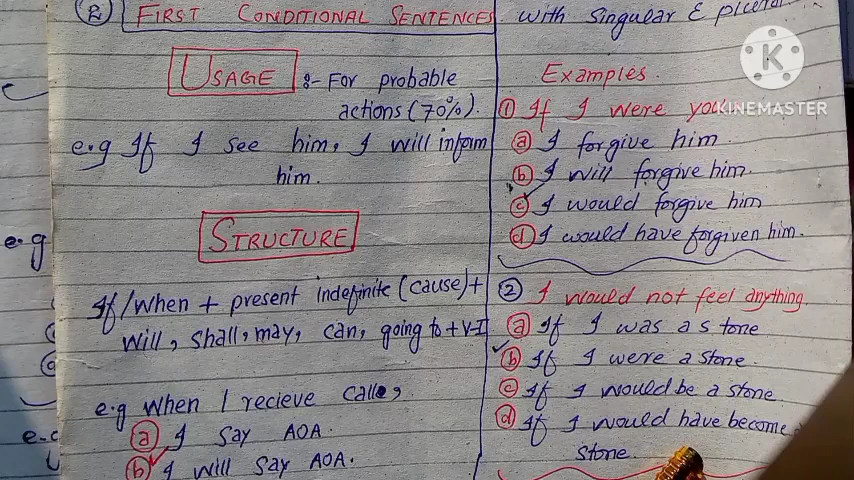 ② FIRST CONDITIONAL SENTENCES
USAGE :- For probable
actions (70%).
e.g If I see him, I will inform
him.
STRUCTURE
If/When + present indefinite (cause) +
will, shall, may, can, going to + V-I
e.g When I recieve calle,
ⓐ I say AOA.
ⓑ I will say AOA.
e.g
with singular &
Examples.
① If I were you
ⓐ I forgive him.
ⓑ I will forgive him.
ⓒ I would forgive him
ⓓ I would have forgiven him.
② I would not feel anything
ⓐ If I was a stone
ⓑ If I were a stone.
ⓒ If I would be a stone
ⓓ If I would have become
stone.
K
KINEMASTER